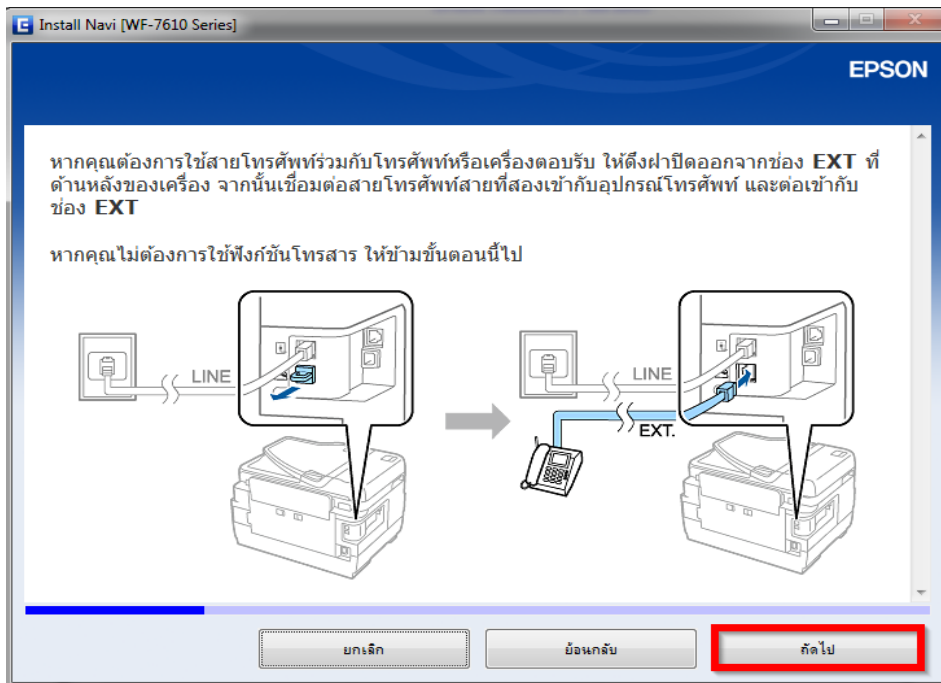 Install Navi [WF-7610 Series]
EPSON
หากคุณต้องการใช้สายโทรศัพท์ร่วมกับโทรศัพท์หรือเครื่องตอบรับ ให้ดึงฝาปิดออกจากช่อง EXT ที่
ด้านหลังของเครื่อง จากนั้นเชื่อมต่อสายโทรศัพท์สายที่สองเข้ากับอุปกรณ์โทรศัพท์ และต่อเข้ากับ
ช่อง EXT
หากคุณไม่ต้องการใช้ฟังก์ชันโทรสาร ให้ข้ามขั้นตอนนี้ไป
LINE
LINE
EXT.
ยกเลิก
ย้อนกลับ
ถัดไป